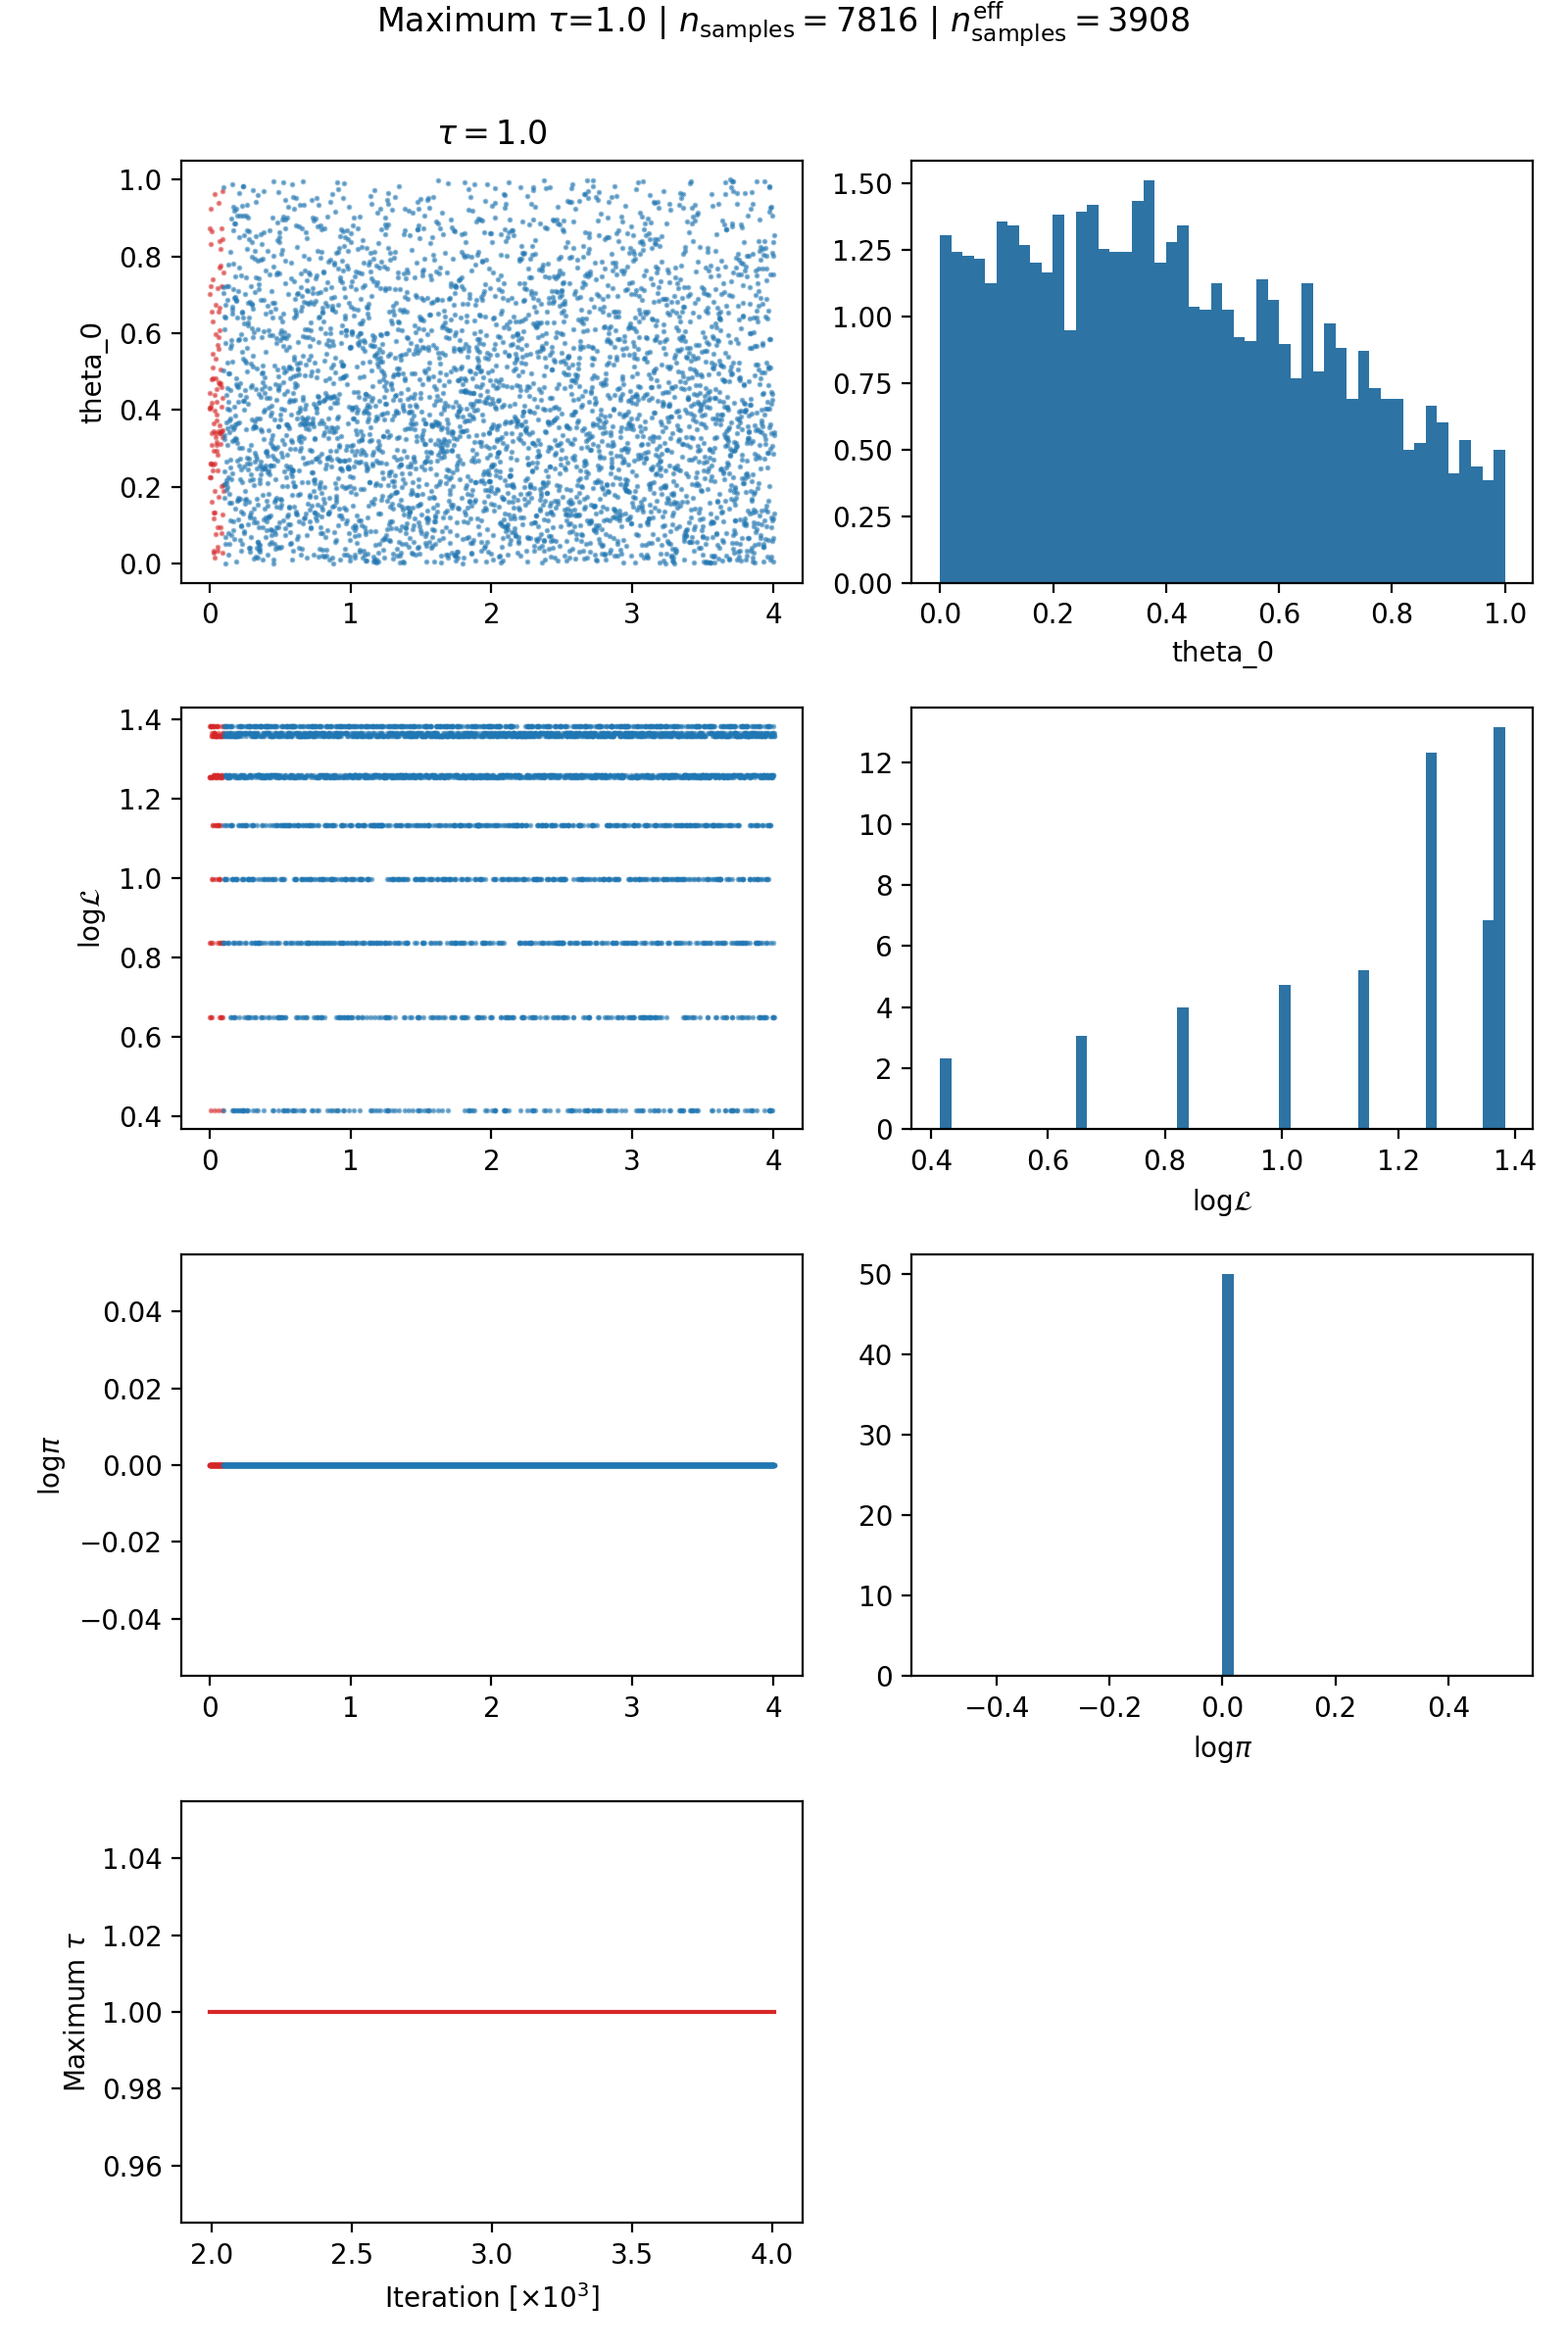 Maximum τ=1.0 | n_samples = 7816 | n^eff_samples = 3908
τ = 1.0
1.0
0.8
0.6
0.4
0.2
0.0
theta_0
0 1 2 3 4
1.50
1.25
1.00
0.75
0.50
0.25
0.00
0.0 0.2 0.4 0.6 0.8 1.0
theta_0
1.4
1.2
1.0
0.8
0.6
0.4
logℒ
0 1 2 3 4
12
10
8
6
4
2
0
0.4 0.6 0.8 1.0 1.2 1.4
logℒ
0.04
0.02
0.00
−0.02
−0.04
logπ
0 1 2 3 4
50
40
30
20
10
0
−0.4 −0.2 0.0 0.2 0.4
logπ
1.04
1.02
1.00
0.98
0.96
Maximum τ
2.0 2.5 3.0 3.5 4.0
Iteration [×10³]